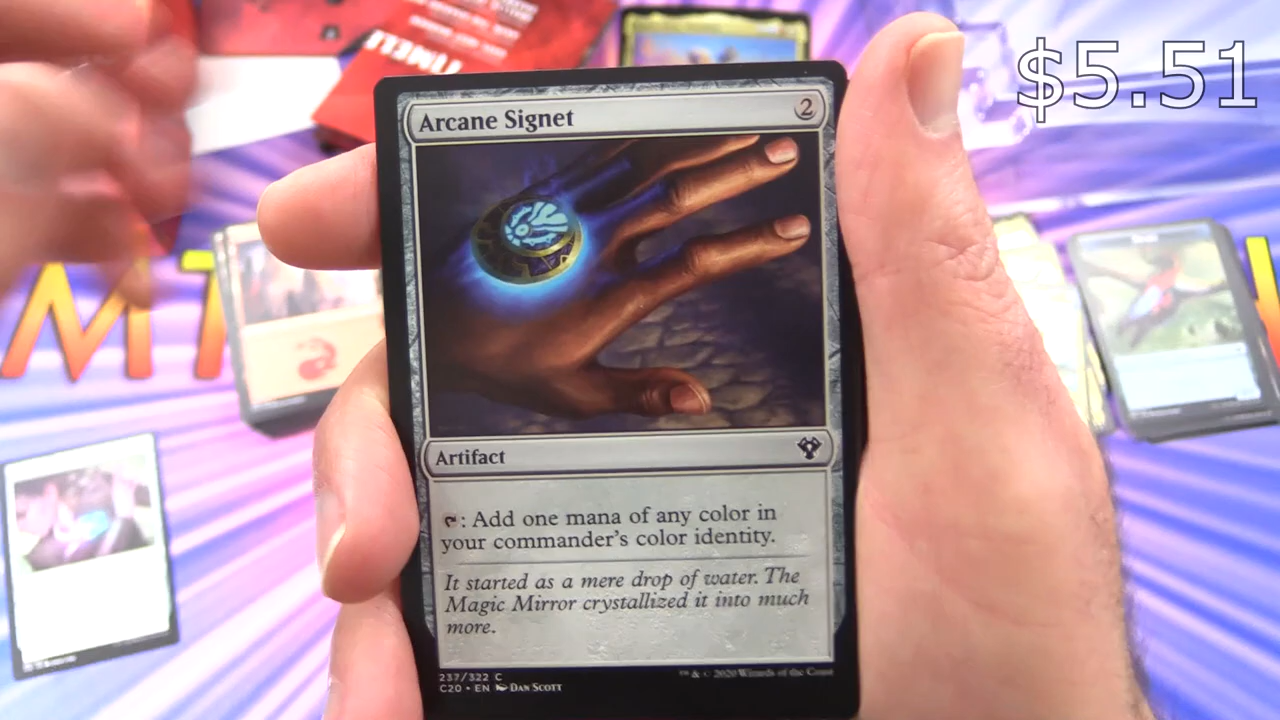 $5.51
Arcane Signet 2
Artifact
: Add one mana of any color in
your commander's color identity.
It started as a mere drop of water. The
Magic Mirror crystallized it into much
more.
237/322 C
C20 • EN DAN SCOTT
™ & © 2020 Wizards of the Coast